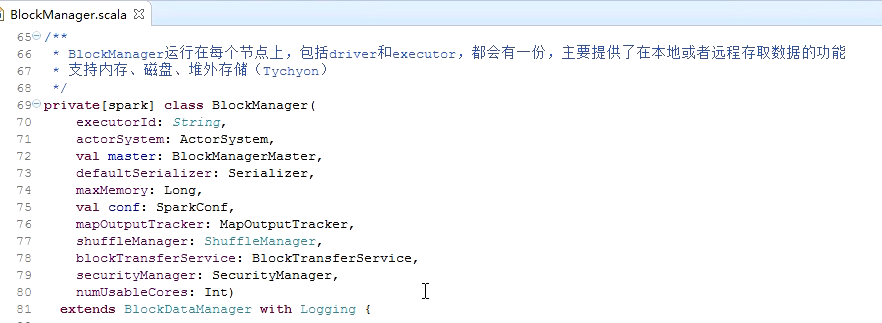 BlockManager.scala
65 /**
66 * BlockManager运行在每个节点上，包括driver和executor，都会有一份，主要提供了在本地或者远程存取数据的功能
67 * 支持内存、磁盘、堆外存储（Tychyon）
68 */
69 private[spark] class BlockManager(
70 executorId: String,
71 actorSystem: ActorSystem,
72 val master: BlockManagerMaster,
73 defaultSerializer: Serializer,
74 maxMemory: Long,
75 val conf: SparkConf,
76 mapOutputTracker: MapOutputTracker,
77 shuffleManager: ShuffleManager,
78 blockTransferService: BlockTransferService,
79 securityManager: SecurityManager,
80 numUsableCores: Int)
81 extends BlockDataManager with Logging {